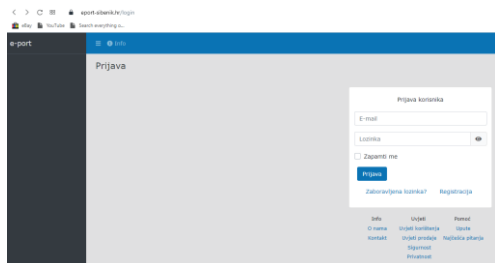 eport-sibenik.hr/login
eBay YouTube Search everything o...
e-port
Info
Prijava
Prijava korisnika
E-mail
Lozinka
Zapamti me
Prijava
Zaboravljena lozinka? Registracija
Info Uvjeti Pomoć
O nama Uvjeti korištenja Upute
Kontakt Uvjeti prodaje Najčešća pitanja
Sigurnost
Privatnost